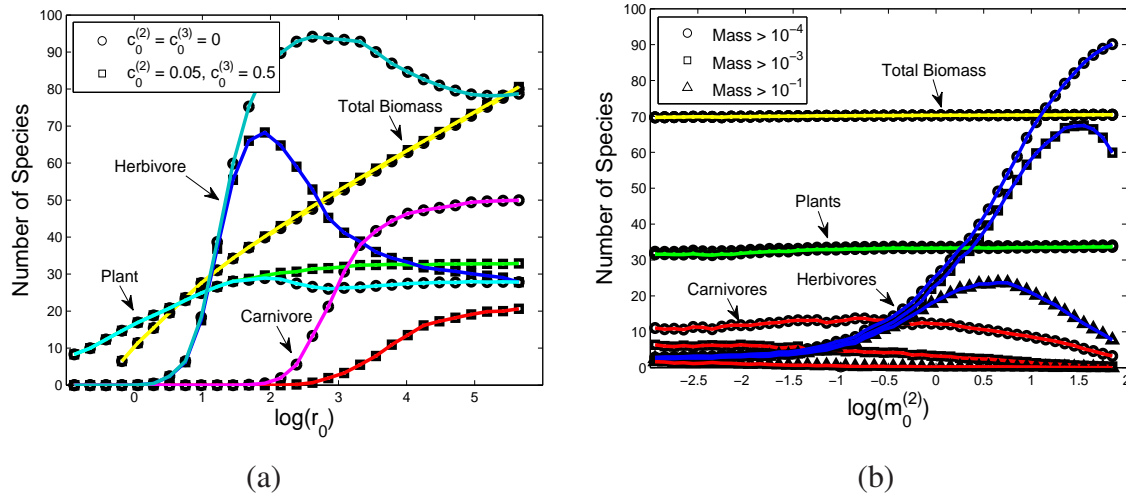 100
90
80
70
60
50
40
30
20
10
0
Number of Species
c₀⁽²⁾ = c₀⁽³⁾ = 0
c₀⁽²⁾ = 0.05, c₀⁽³⁾ = 0.5
Total Biomass
Herbivore
Plant
Carnivore
0 1 2 3 4 5
log(r₀)
(a)
100
90
80
70
60
50
40
30
20
10
0
Number of Species
Mass > 10⁻⁴
Mass > 10⁻³
Mass > 10⁻¹
Total Biomass
Plants
Carnivores
Herbivores
-2.5 -2 -1.5 -1 -0.5 0 0.5 1 1.5 2
log(m₀⁽²⁾)
(b)